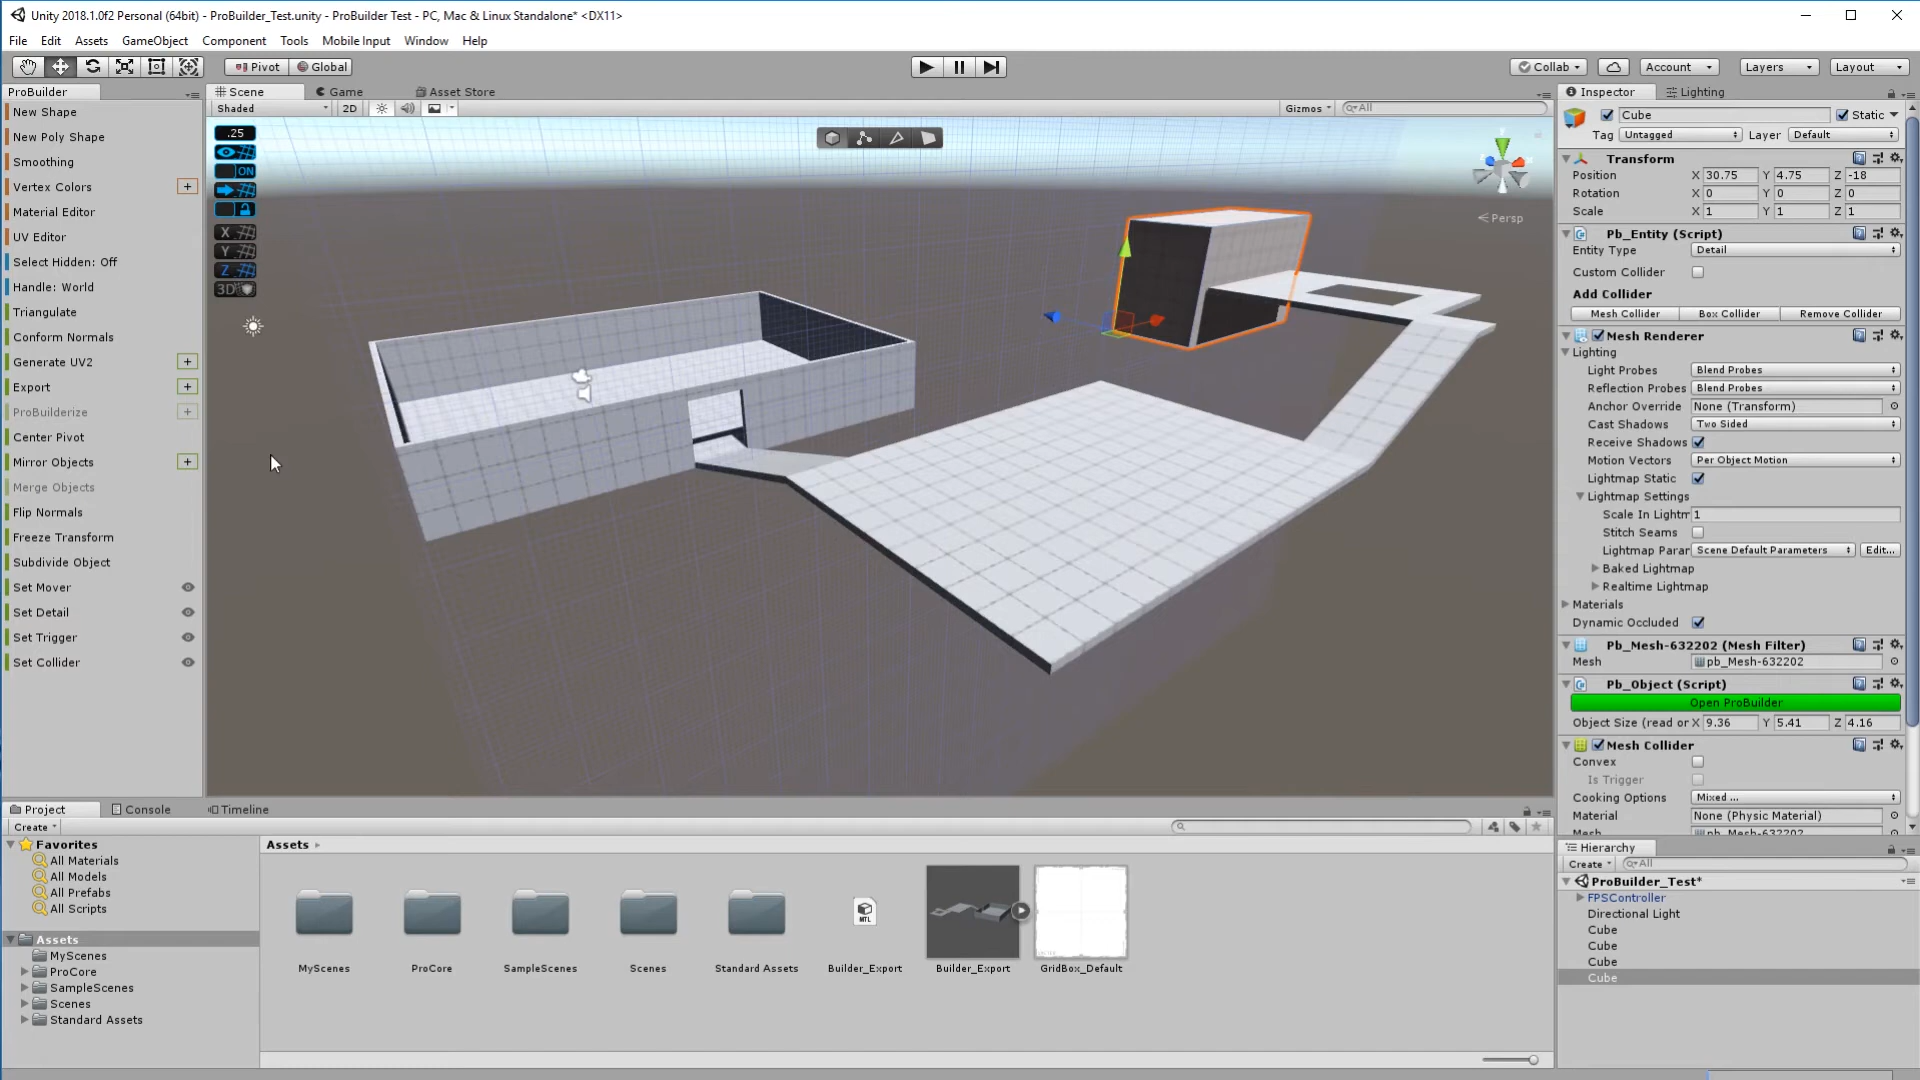 Unity 2018.1.0f2 Personal (64bit) - ProBuilder_Test.unity - ProBuilder Test - PC, Mac & Linux Standalone* <DX11>
File Edit Assets GameObject Component Tools Mobile Input Window Help
Pivot Global Collab Account Layers Layout
ProBuilder
New Shape
New Poly Shape
Smoothing
Vertex Colors +
Material Editor
UV Editor
Select Hidden: Off
Handle: World
Triangulate
Conform Normals
Generate UV2 +
Export +
ProBuilderize +
Center Pivot
Mirror Objects +
Merge Objects
Flip Normals
Freeze Transform
Subdivide Object
Set Mover
Set Detail
Set Trigger
Set Collider
Scene Game Asset Store
Shaded 2D Gizmos All
.25
ON
X
Y
Z
3D
Persp
Inspector Lighting
Cube Static
Tag Untagged Layer Default
Transform
Position X 30.75 Y 4.75 Z -18
Rotation X 0 Y 0 Z 0
Scale X 1 Y 1 Z 1
Pb_Entity (Script)
Entity Type Detail
Custom Collider
Add Collider
Mesh Collider Box Collider Remove Collider
Mesh Renderer
Lighting
Light Probes Blend Probes
Reflection Probes Blend Probes
Anchor Override None (Transform)
Cast Shadows Two Sided
Receive Shadows
Motion Vectors Per Object Motion
Lightmap Static
Lightmap Settings
Scale In Lightm 1
Stitch Seams
Lightmap Parar Scene Default Parameters Edit...
Baked Lightmap
Realtime Lightmap
Materials
Dynamic Occluded
Pb_Mesh-632202 (Mesh Filter)
Mesh pb_Mesh-632202
Pb_Object (Script)
Open ProBuilder
Object Size (read or X 9.36 Y 5.41 Z 4.16
Mesh Collider
Convex
Is Trigger
Cooking Options Mixed ...
Material None (Physic Material)
Mesh pb_Mesh-632202
Project Console Timeline
Create
Favorites
All Materials
All Models
All Prefabs
All Scripts
Assets
MyScenes
ProCore
SampleScenes
Scenes
Standard Assets
Assets
MyScenes ProCore SampleScenes Scenes Standard Assets Builder_Export Builder_Export GridBox_Default
MTL
Hierarchy
Create All
ProBuilder_Test*
FPSController
Directional Light
Cube
Cube
Cube
Cube